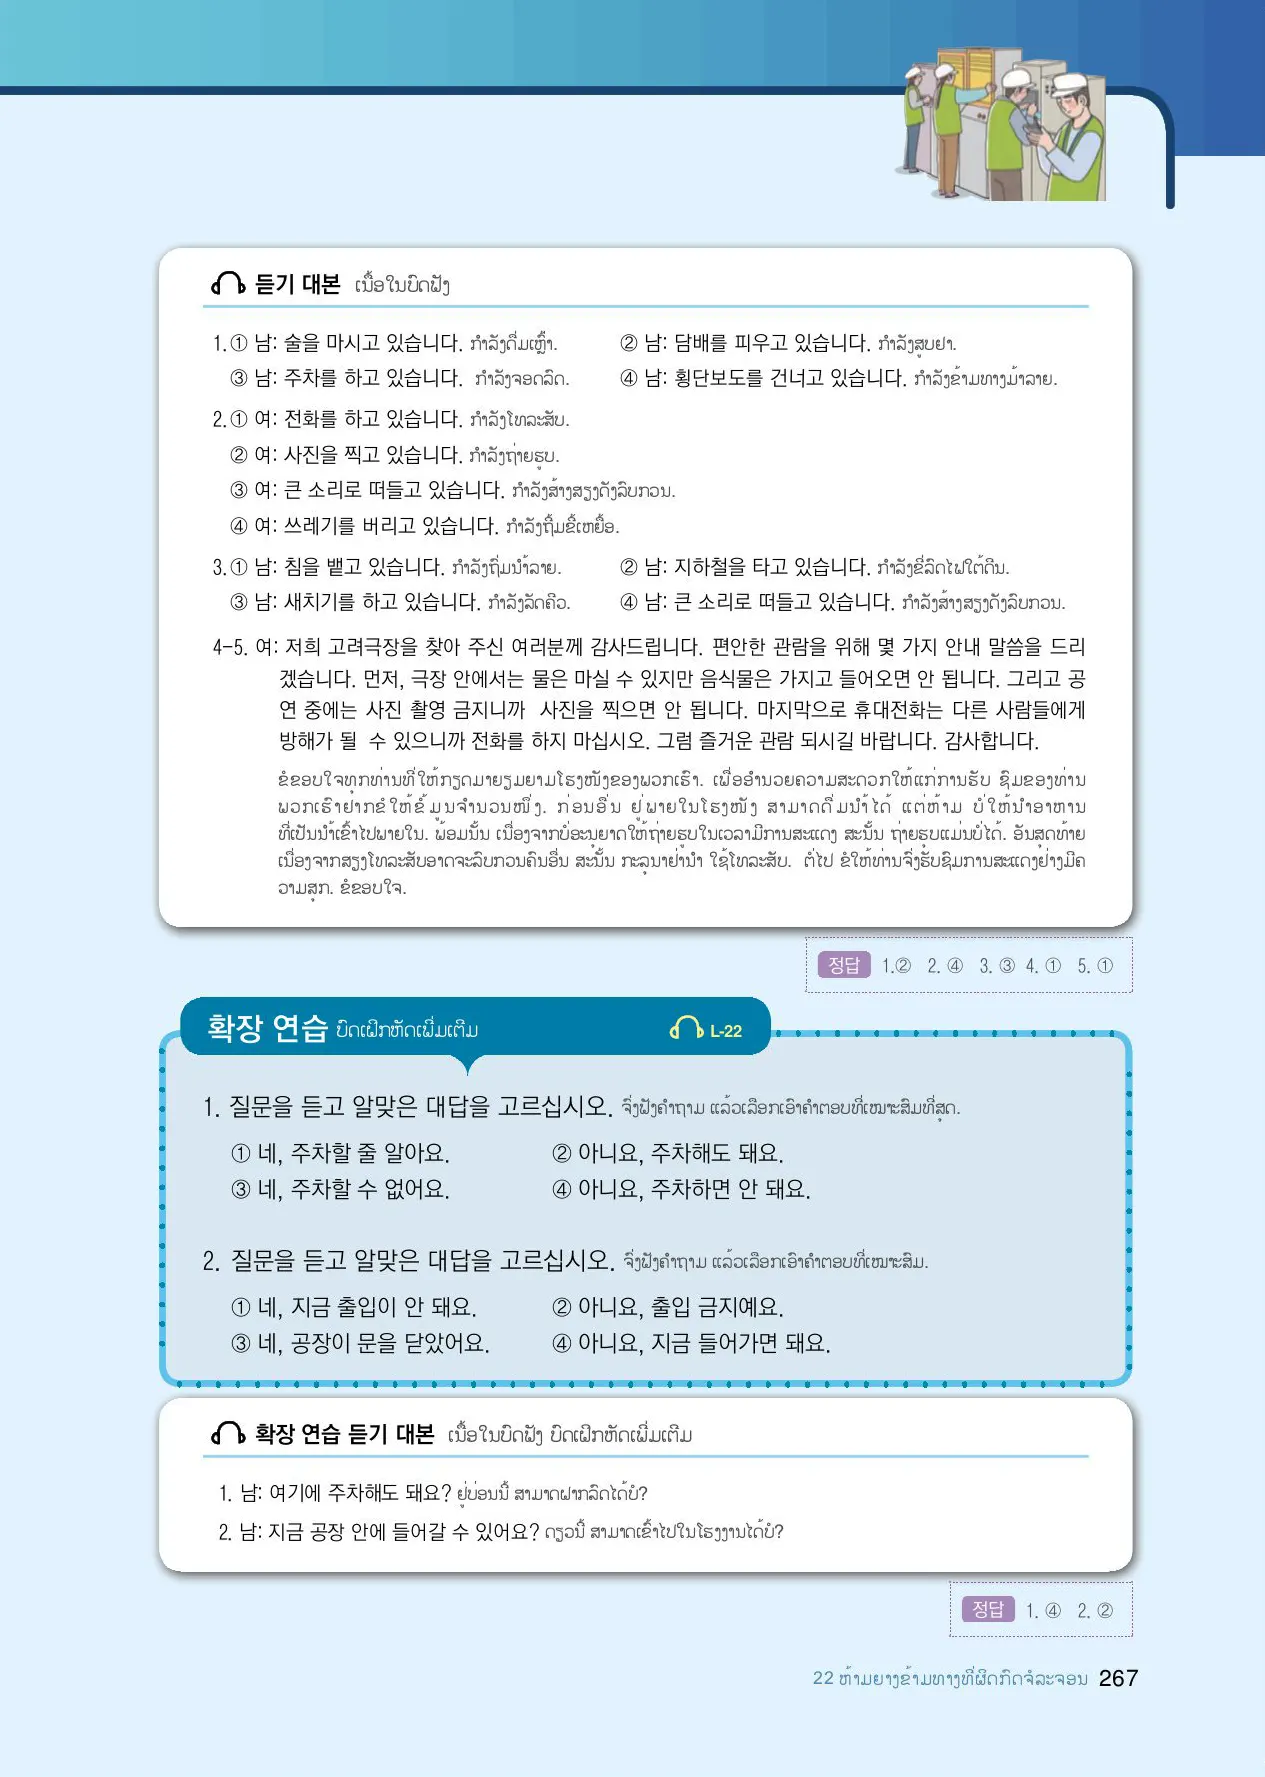 듣기 대본 ເນື້ອໃນບົດຟັງ
1. ① 남: 술을 마시고 있습니다. ກຳລັງດື່ມເຫຼົ້າ. ② 남: 담배를 피우고 있습니다. ກຳລັງສູບຢາ.
③ 남: 주차를 하고 있습니다. ກຳລັງຈອດລົດ. ④ 남: 횡단보도를 건너고 있습니다. ກຳລັງຂ້າມທາງມ້າລາຍ.
2. ① 여: 전화를 하고 있습니다. ກຳລັງໂທລະສັບ.
② 여: 사진을 찍고 있습니다. ກຳລັງຖ່າຍຮູບ.
③ 여: 큰 소리로 떠들고 있습니다. ກຳລັງສ້າງສຽງດັງລົບກວນ.
④ 여: 쓰레기를 버리고 있습니다. ກຳລັງຖິ້ມຂີ້ເຫຍື້ອ.
3. ① 남: 침을 뱉고 있습니다. ກຳລັງຖົ່ມນ້ຳລາຍ. ② 남: 지하철을 타고 있습니다. ກຳລັງຂີ່ລົດໄຟໃຕ້ດິນ.
③ 남: 새치기를 하고 있습니다. ກຳລັງລັດຄິວ. ④ 남: 큰 소리로 떠들고 있습니다. ກຳລັງສ້າງສຽງດັງລົບກວນ.
4-5. 여: 저희 고려극장을 찾아 주신 여러분께 감사드립니다. 편안한 관람을 위해 몇 가지 안내 말씀을 드리
겠습니다. 먼저, 극장 안에서는 물은 마실 수 있지만 음식물은 가지고 들어오면 안 됩니다. 그리고 공
연 중에는 사진 촬영 금지니까 사진을 찍으면 안 됩니다. 마지막으로 휴대전화는 다른 사람들에게
방해가 될 수 있으니까 전화를 하지 마십시오. 그럼 즐거운 관람 되시길 바랍니다. 감사합니다.
ຂໍຂອບໃຈທຸກທ່ານທີ່ໃຫ້ກຽດມາຍຽມຍາມໂຮງໜັງຂອງພວກເຮົາ. ເພື່ອອຳນວຍຄວາມສະດວກໃຫ້ແກ່ການຮັບ ຊົມຂອງທ່ານ
ພວກເຮົາຢາກຂໍໃຫ້ຂໍ້ມູນຈຳນວນໜຶ່ງ. ກ່ອນອື່ນ ຢູ່ພາຍໃນໂຮງໜັງ ສາມາດດື່ມນ້ຳໄດ້ ແຕ່ຫ້າມ ບໍ່ໃຫ້ນຳອາຫານ
ທີ່ເປັນນ້ຳເຂົ້າໄປພາຍໃນ. ພ້ອມນັ້ນ ເນື່ອງຈາກບໍ່ອະນຸຍາດໃຫ້ຖ່າຍຮູບໃນເວລາມີການສະແດງ ສະນັ້ນ ຖ່າຍຮູບແມ່ນບໍ່ໄດ້. ອັນສຸດທ້າຍ
ເນື່ອງຈາກສຽງໂທລະສັບອາດຈະລົບກວນຄົນອື່ນ ສະນັ້ນ ກະລຸນາຢ່ານຳ ໃຊ້ໂທລະສັບ. ຕໍ່ໄປ ຂໍໃຫ້ທ່ານຈົ່ງຮັບຊົມການສະແດງຢ່າງມີຄ
ວາມສຸກ. ຂໍຂອບໃຈ.
정답 1.② 2. ④ 3. ③ 4. ① 5. ①
확장 연습 ບົດເຝິກຫັດເພີ່ມເຕີມ L-22
1. 질문을 듣고 알맞은 대답을 고르십시오. ຈົ່ງຟັງຄຳຖາມ ແລ້ວເລືອກເອົາຄຳຕອບທີ່ເໝາະສົມທີ່ສຸດ.
① 네, 주차할 줄 알아요. ② 아니요, 주차해도 돼요.
③ 네, 주차할 수 없어요. ④ 아니요, 주차하면 안 돼요.
2. 질문을 듣고 알맞은 대답을 고르십시오. ຈົ່ງຟັງຄຳຖາມ ແລ້ວເລືອກເອົາຄຳຕອບທີ່ເໝາະສົມ.
① 네, 지금 출입이 안 돼요. ② 아니요, 출입 금지예요.
③ 네, 공장이 문을 닫았어요. ④ 아니요, 지금 들어가면 돼요.
확장 연습 듣기 대본 ເນື້ອໃນບົດຟັງ ບົດເຝິກຫັດເພີ່ມເຕີມ
1. 남: 여기에 주차해도 돼요? ຢູ່ບ່ອນນີ້ ສາມາດຝາກລົດໄດ້ບໍ?
2. 남: 지금 공장 안에 들어갈 수 있어요? ດຽວນີ້ ສາມາດເຂົ້າໄປໃນໂຮງງານໄດ້ບໍ?
정답 1. ④ 2. ②
22 ຫ້າມຍາງຂ້າມທາງທີ່ຜິດກົດຈໍລະຈອນ 267